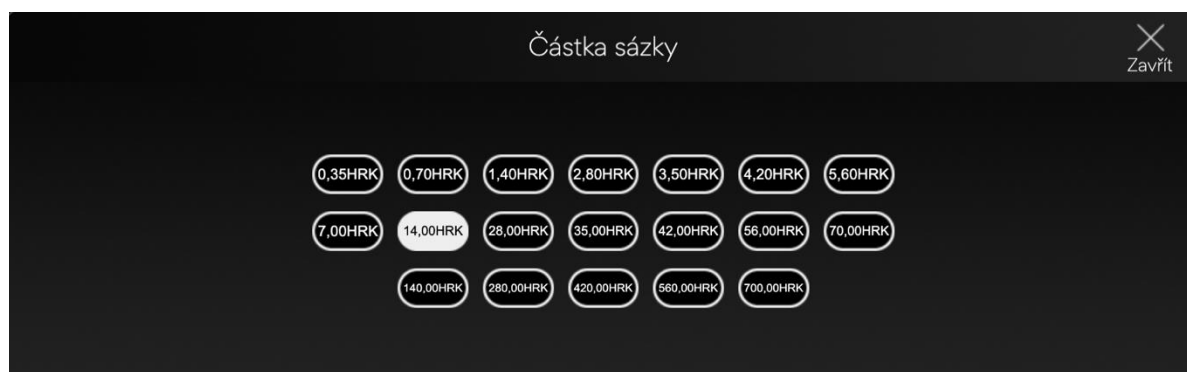 Částka sázky
Zavřít
0,35HRK 0,70HRK 1,40HRK 2,80HRK 3,50HRK 4,20HRK 5,60HRK
7,00HRK 14,00HRK 28,00HRK 35,00HRK 42,00HRK 56,00HRK 70,00HRK
140,00HRK 280,00HRK 420,00HRK 560,00HRK 700,00HRK